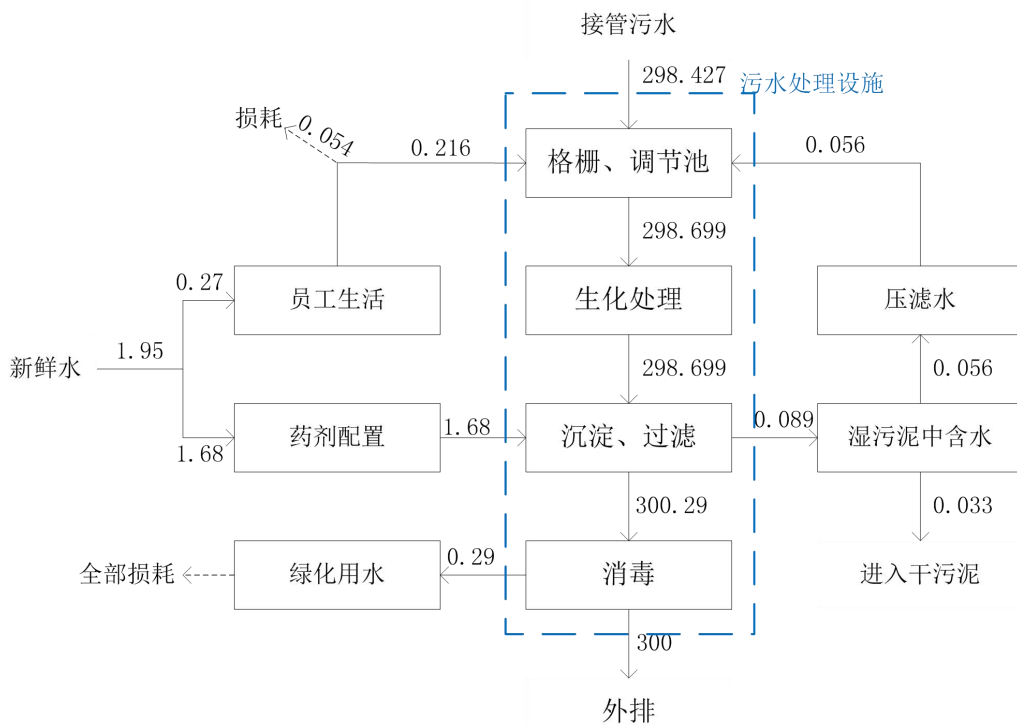 接管污水
298.427
污水处理设施
损耗
0.054
0.216
格栅、调节池
0.056
298.699
0.27
员工生活
生化处理
压滤水
新鲜水
1.95
298.699
0.056
1.68
药剂配置
1.68
沉淀、过滤
0.089
湿污泥中含水
300.29
0.033
全部损耗
绿化用水
0.29
消毒
进入干污泥
300
外排